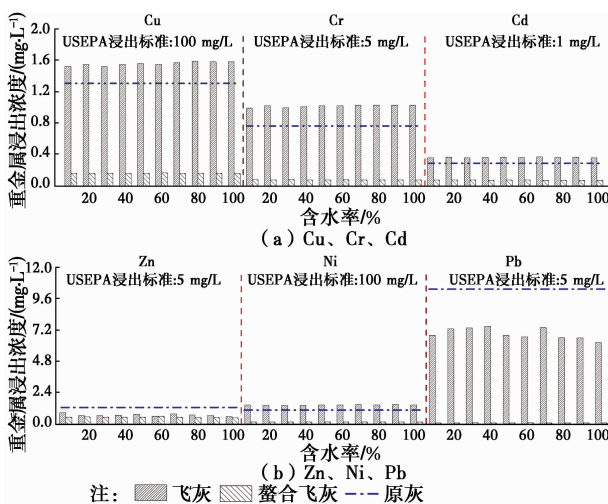 Cu Cr Cd
USEPA浸出标准:100 mg/L USEPA浸出标准:5 mg/L USEPA浸出标准:1 mg/L
重金属浸出浓度/(mg·L⁻¹)
2.0
1.6
1.2
0.8
0.4
0.0
20 40 60 80 100 20 40 60 80 100 20 40 60 80 100
含水率/%
(a) Cu、Cr、Cd
Zn Ni Pb
USEPA浸出标准:5 mg/L USEPA浸出标准:100 mg/L USEPA浸出标准:5 mg/L
重金属浸出浓度/(mg·L⁻¹)
12.0
9.6
7.2
4.8
2.4
0.0
20 40 60 80 100 20 40 60 80 100 20 40 60 80 100
含水率/%
(b) Zn、Ni、Pb
注: 飞灰 螯合飞灰 原灰